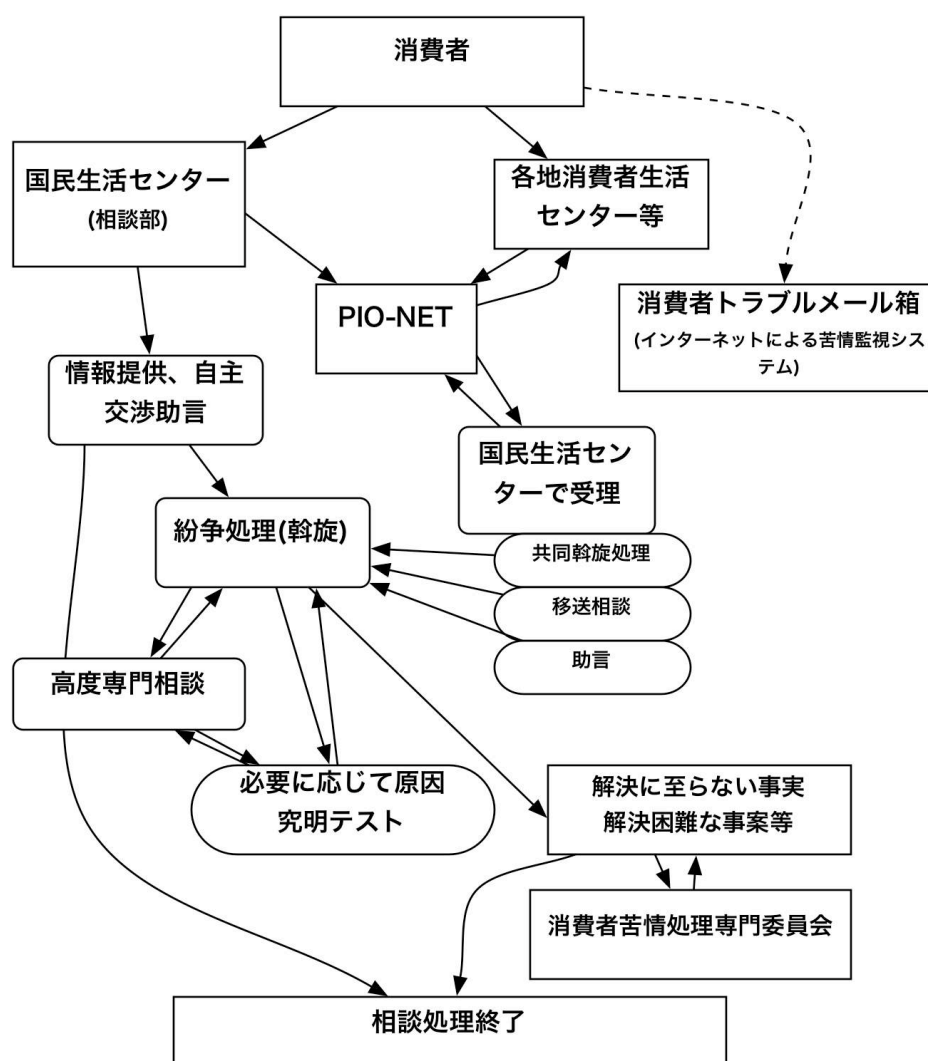 消費者
国民生活センター
(相談部)
各地消費者生活
センター等
PIO-NET
消費者トラブルメール箱
(インターネットによる苦情監視シス
テム)
情報提供、自主
交渉助言
国民生活セン
ターで受理
紛争処理(斡旋)
共同斡旋処理
移送相談
助言
高度専門相談
必要に応じて原因
究明テスト
解決に至らない事実
解決困難な事案等
消費者苦情処理専門委員会
相談処理終了